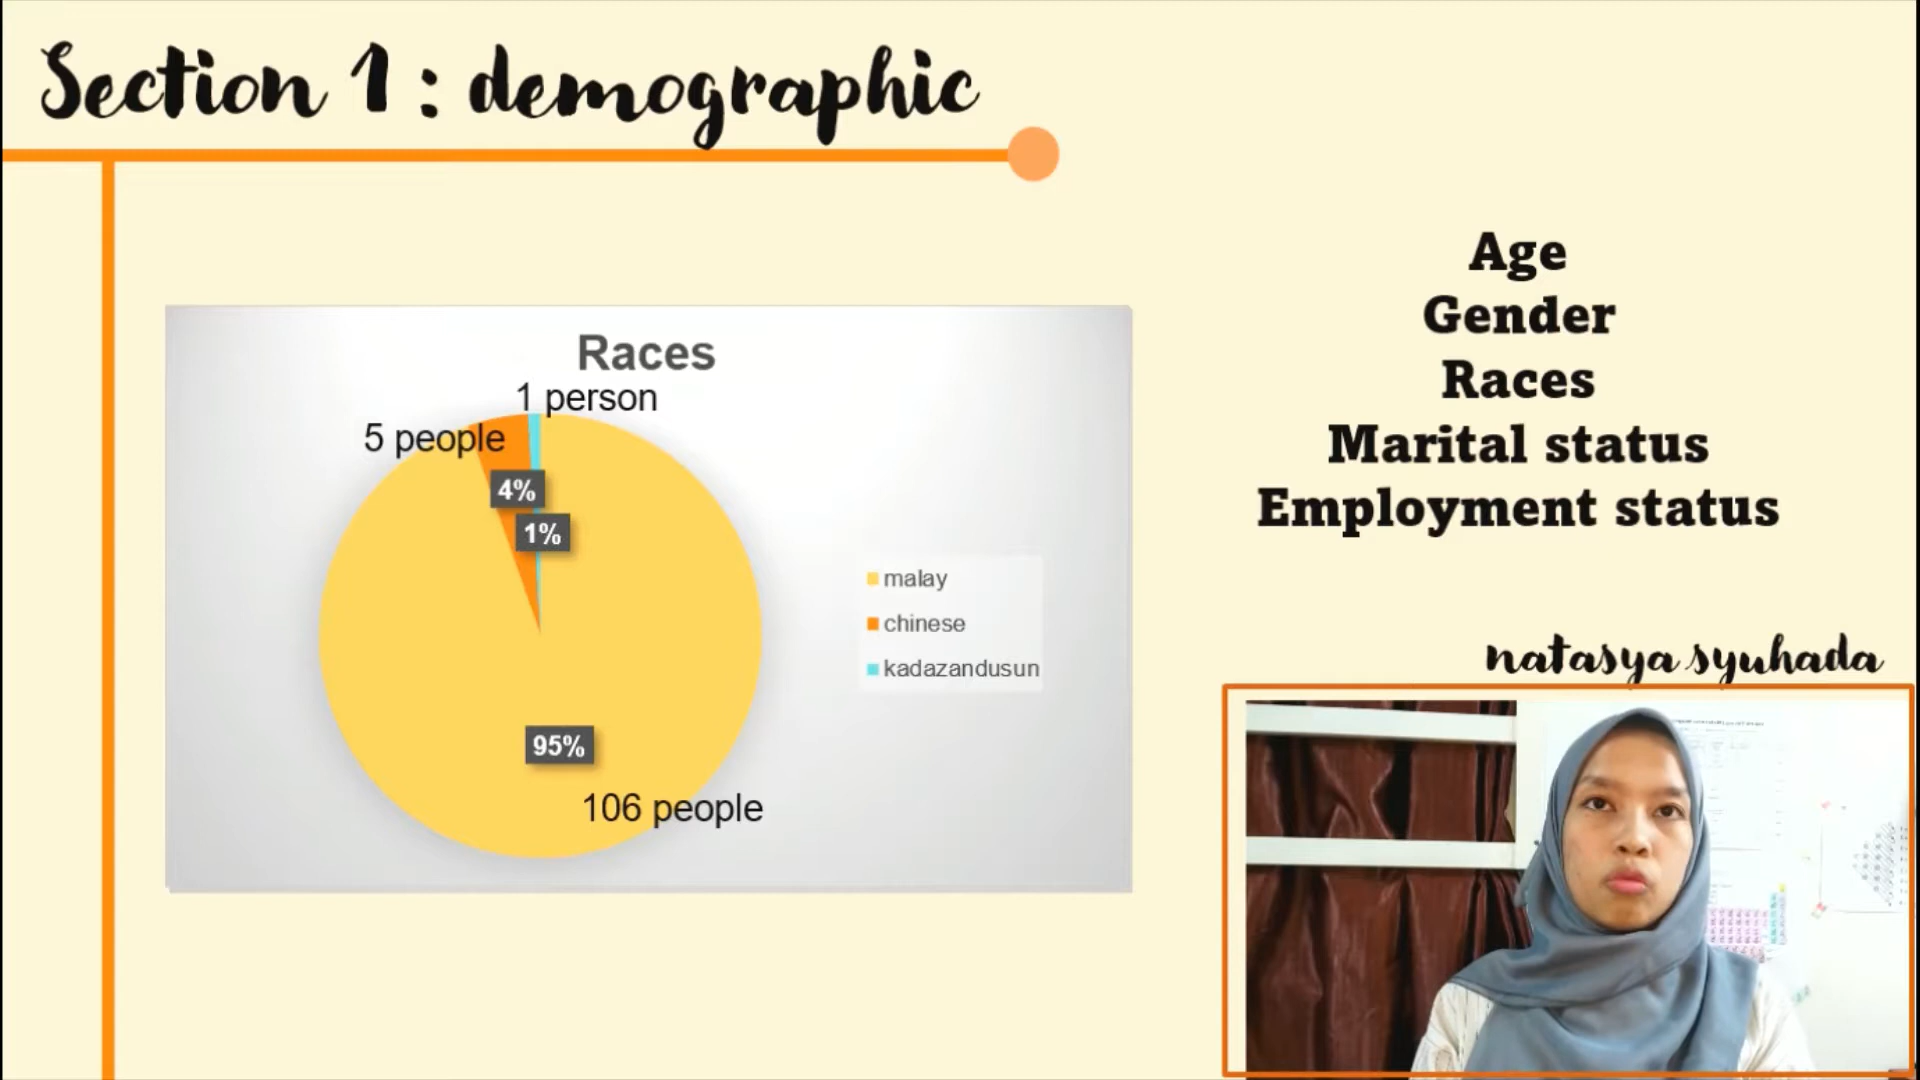 Section 1 : demographic
Races
1 person
5 people
4%
1%
95%
106 people
malay
chinese
kadazandusun
Age
Gender
Races
Marital status
Employment status
natasya syuhada